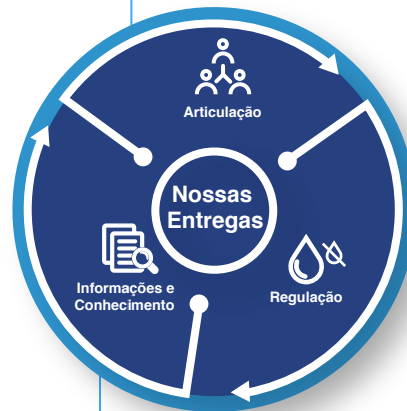 Articulação
Nossas
Entregas
Informações e
Conhecimento
Regulação